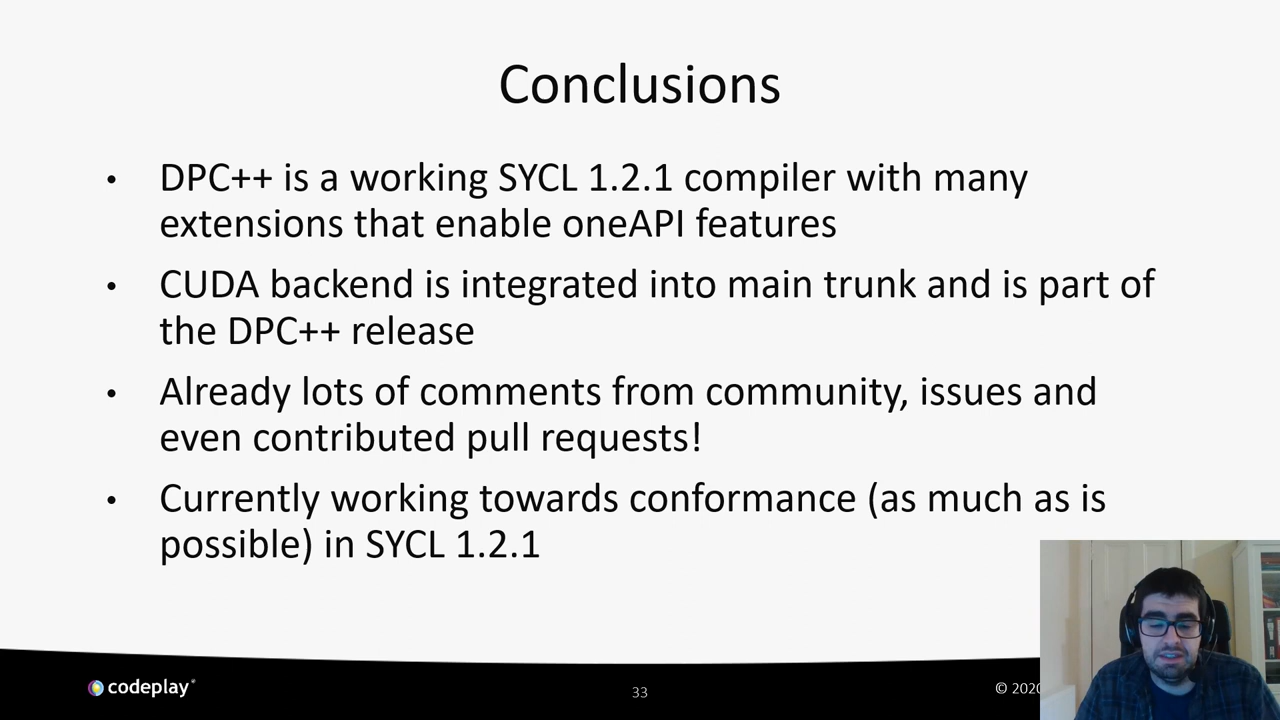 Conclusions
• DPC++ is a working SYCL 1.2.1 compiler with many
extensions that enable oneAPI features
• CUDA backend is integrated into main trunk and is part of
the DPC++ release
• Already lots of comments from community, issues and
even contributed pull requests!
• Currently working towards conformance (as much as is
possible) in SYCL 1.2.1
codeplay®
33
© 2020